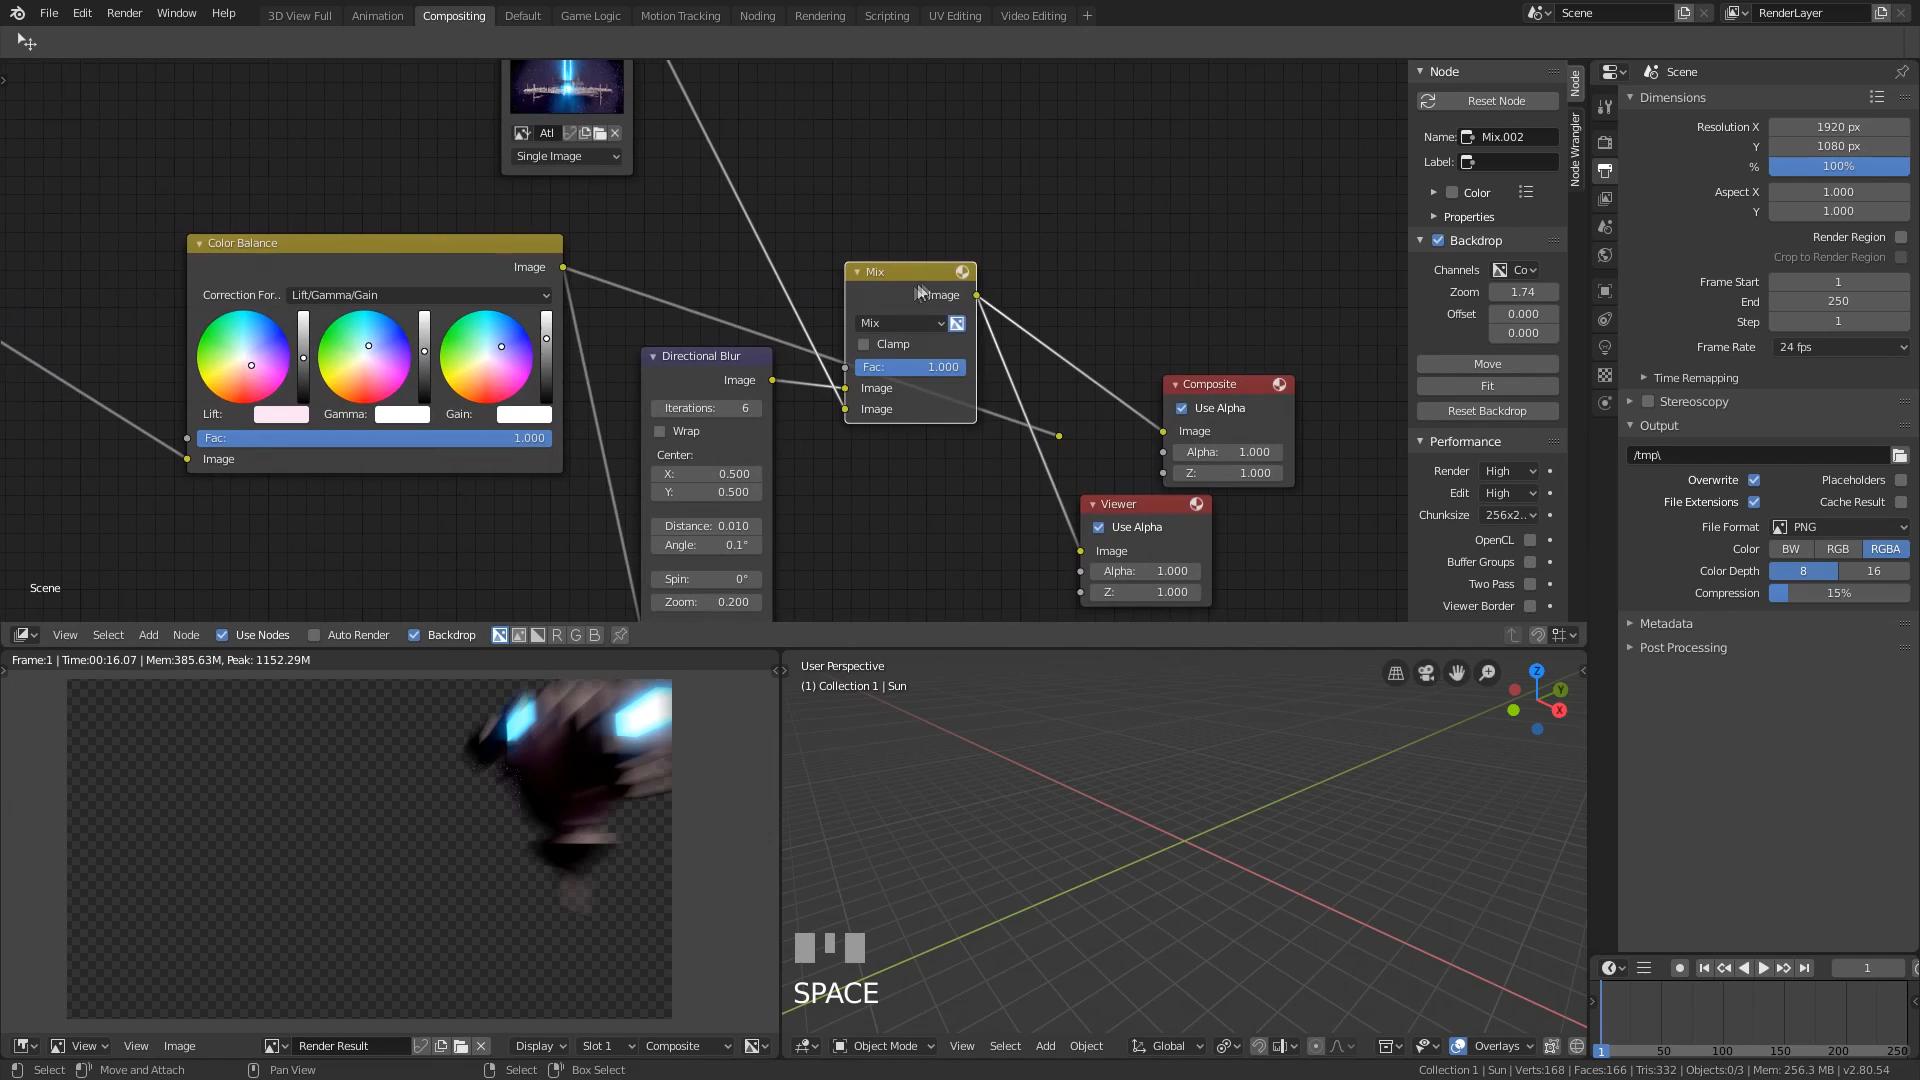 File Edit Render Window Help 3D View Full Animation Compositing Default Game Logic Motion Tracking Noding Rendering Scripting UV Editing Video Editing + Scene RenderLayer
Atl
Single Image
Color Balance
Image
Correction For.. Lift/Gamma/Gain
Lift: Gamma: Gain:
Fac: 1.000
Image
Directional Blur
Image
Iterations: 6
Wrap
Center:
X: 0.500
Y: 0.500
Distance: 0.010
Angle: 0.1°
Spin: 0°
Zoom: 0.200
Mix
Image
Mix
Clamp
Fac: 1.000
Image
Image
Composite
Use Alpha
Image
Alpha: 1.000
Z: 1.000
Viewer
Use Alpha
Image
Alpha: 1.000
Z: 1.000
Scene
Node
Reset Node
Name: Mix.002
Label:
Color
Properties
Backdrop
Channels Co
Zoom 1.74
Offset 0.000
0.000
Move
Fit
Reset Backdrop
Performance
Render High
Edit High
Chunksize 256x2..
OpenCL
Buffer Groups
Two Pass
Viewer Border
Node
Node Wrangler
Scene
Dimensions
Resolution X 1920 px
Y 1080 px
% 100%
Aspect X 1.000
Y 1.000
Render Region
Crop to Render Region
Frame Start 1
End 250
Step 1
Frame Rate 24 fps
Time Remapping
Stereoscopy
Output
/tmp\
Overwrite Placeholders
File Extensions Cache Result
File Format PNG
Color BW RGB RGBA
Color Depth 8 16
Compression 15%
Metadata
Post Processing
View Select Add Node Use Nodes Auto Render Backdrop R G B
Frame:1 | Time:00:16.07 | Mem:385.63M, Peak: 1152.29M
User Perspective
(1) Collection 1 | Sun
Z
Y
X
SPACE
View View Image Render Result Display Slot 1 Composite
Object Mode View Select Add Object Global Overlays
1
1 50 100 150 200 250
Select Move and Attach Pan View Select Box Select
Collection 1 | Sun | Verts:168 | Faces:166 | Tris:332 | Objects:0/3 | Mem: 256.3 MB | v2.80.54